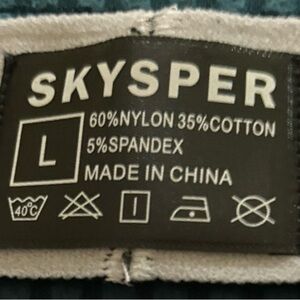 SKYSPER
L
60%NYLON 35%COTTON
5%SPANDEX
MADE IN CHINA
40°C